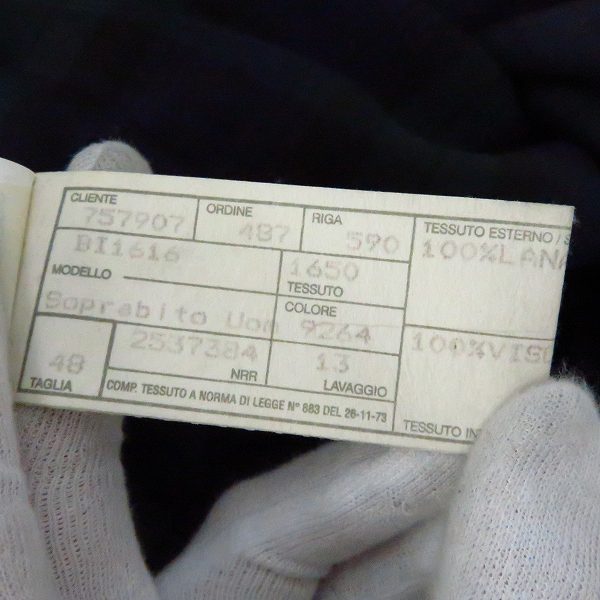 CLIENTE 757907 ORDINE 487 RIGA 590 TESSUTO ESTERNO /
BI1616 1650 100%LANA
MODELLO TESSUTO
Soprabito Uom COLORE 9264
2537384 13 100%VISC
48 NRR LAVAGGIO
TAGLIA COMP. TESSUTO A NORMA DI LEGGE N° 883 DEL 26-11-73 TESSUTO IN